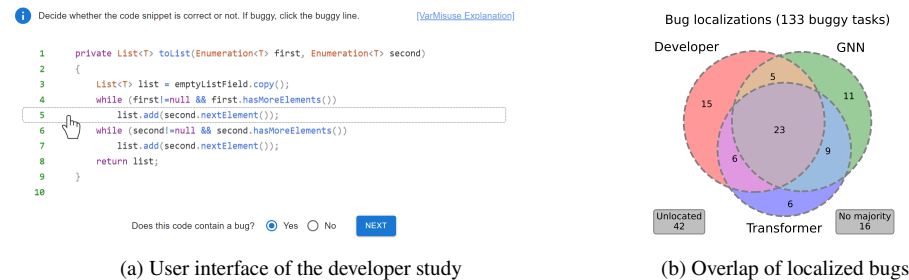 Decide whether the code snippet is correct or not. If buggy, click the buggy line. [VarMisuse Explanation]
1 private List<T> toList(Enumeration<T> first, Enumeration<T> second)
2 {
3 List<T> list = emptyListField.copy();
4 while (first!=null && first.hasMoreElements())
5 list.add(second.nextElement());
6 while (second!=null && second.hasMoreElements())
7 list.add(second.nextElement());
8 return list;
9 }
10
Does this code contain a bug? Yes No NEXT
(a) User interface of the developer study
Bug localizations (133 buggy tasks)
Developer GNN
5
15 11
23
6 9
6
Unlocated
42
No majority
16
Transformer
(b) Overlap of localized bugs